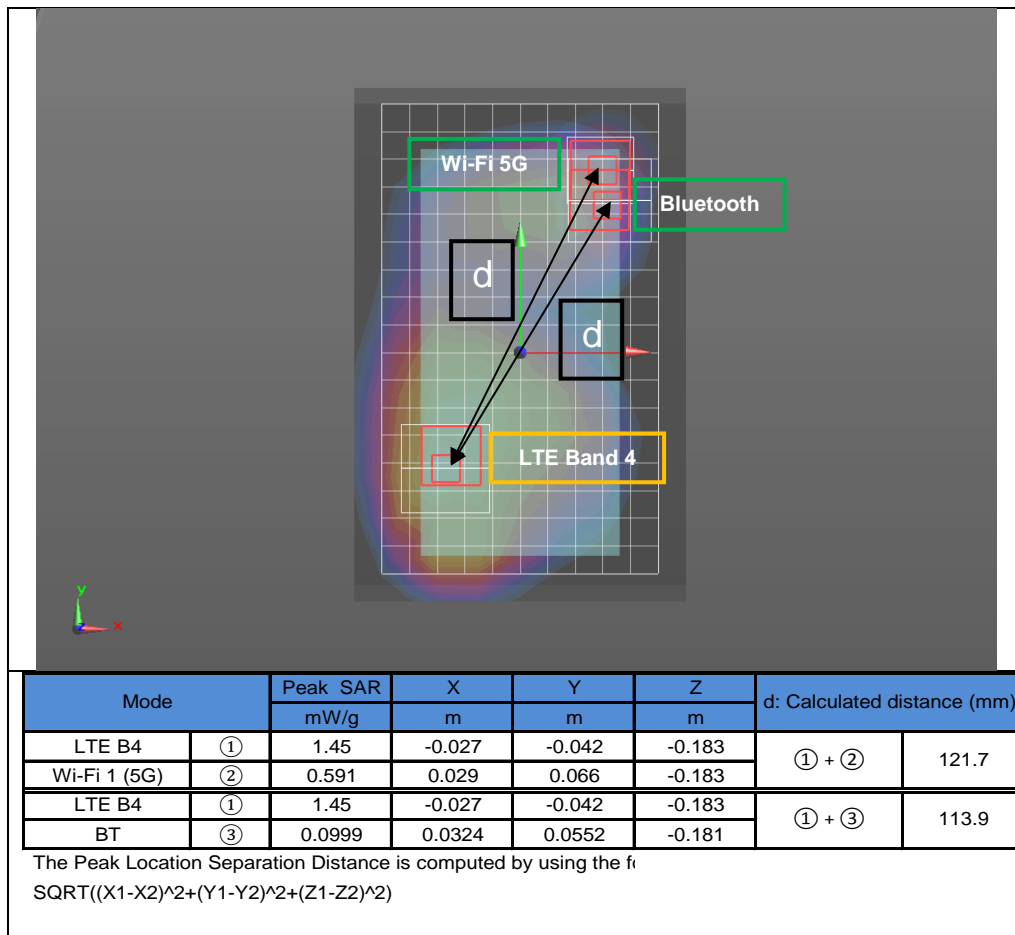 Wi-Fi 5G
Bluetooth
d
d
LTE Band 4
y
x
Mode Peak SAR X Y Z d: Calculated distance (mm)
mW/g m m m
LTE B4 ① 1.45 -0.027 -0.042 -0.183 ① + ② 121.7
Wi-Fi 1 (5G) ② 0.591 0.029 0.066 -0.183
LTE B4 ① 1.45 -0.027 -0.042 -0.183 ① + ③ 113.9
BT ③ 0.0999 0.0324 0.0552 -0.181
The Peak Location Separation Distance is computed by using the
SQRT((X1-X2)^2+(Y1-Y2)^2+(Z1-Z2)^2)